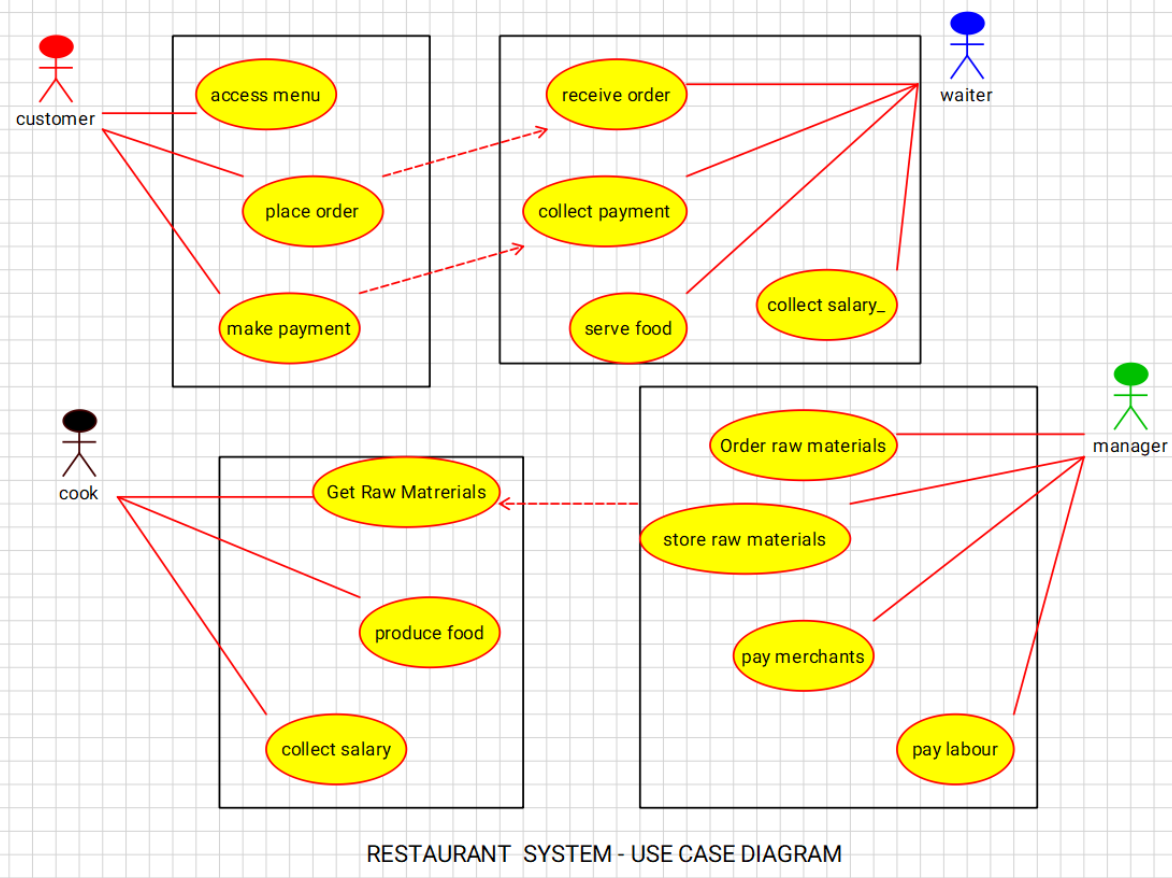 customer
access menu
place order
make payment
receive order
waiter
collect payment
collect salary_
serve food
cook
Get Raw Matrerials
produce food
collect salary
Order raw materials
manager
store raw materials
pay merchants
pay labour
RESTAURANT SYSTEM - USE CASE DIAGRAM